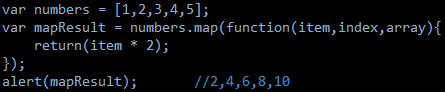 var numbers = [1,2,3,4,5];
var mapResult = numbers.map(function(item,index,array){
    return(item * 2);
});
alert(mapResult);        //2,4,6,8,10